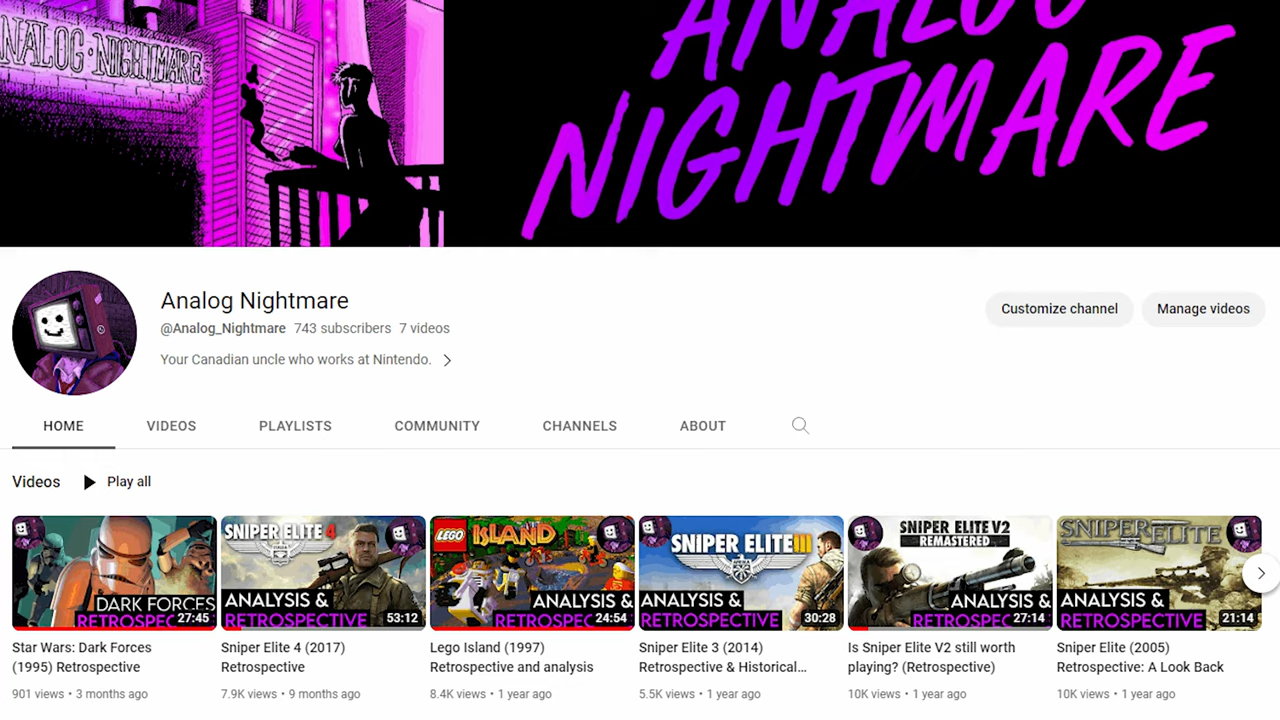 ANALOG · NIGHTMARE
ANALOG
NIGHTMARE
Analog Nightmare
@Analog_Nightmare 743 subscribers 7 videos
Your Canadian uncle who works at Nintendo.
Customize channel
Manage videos
HOME
VIDEOS
PLAYLISTS
COMMUNITY
CHANNELS
ABOUT
Videos
Play all
DARK FORCES
RETROSPEC
27:45
Star Wars: Dark Forces
(1995) Retrospective
901 views • 3 months ago
SNIPER ELITE 4
ANALYSIS &
RETROSPECTIVE
53:12
Sniper Elite 4 (2017)
Retrospective
7.9K views • 9 months ago
LEGO ISLAND
ANALYSIS &
RETROSPEC
24:54
Lego Island (1997)
Retrospective and analysis
8.4K views • 1 year ago
SNIPER ELITE III
ANALYSIS &
RETROSPECTIVE
30:28
Sniper Elite 3 (2014)
Retrospective & Historical...
5.5K views • 1 year ago
SNIPER ELITE V2
REMASTERED
ANALYSIS &
RETROSPEC
27:14
Is Sniper Elite V2 still worth
playing? (Retrospective)
10K views • 1 year ago
SNIPER ELITE
ANALYSIS &
RETROSPECTIVE
21:14
Sniper Elite (2005)
Retrospective: A Look Back
10K views • 1 year ago